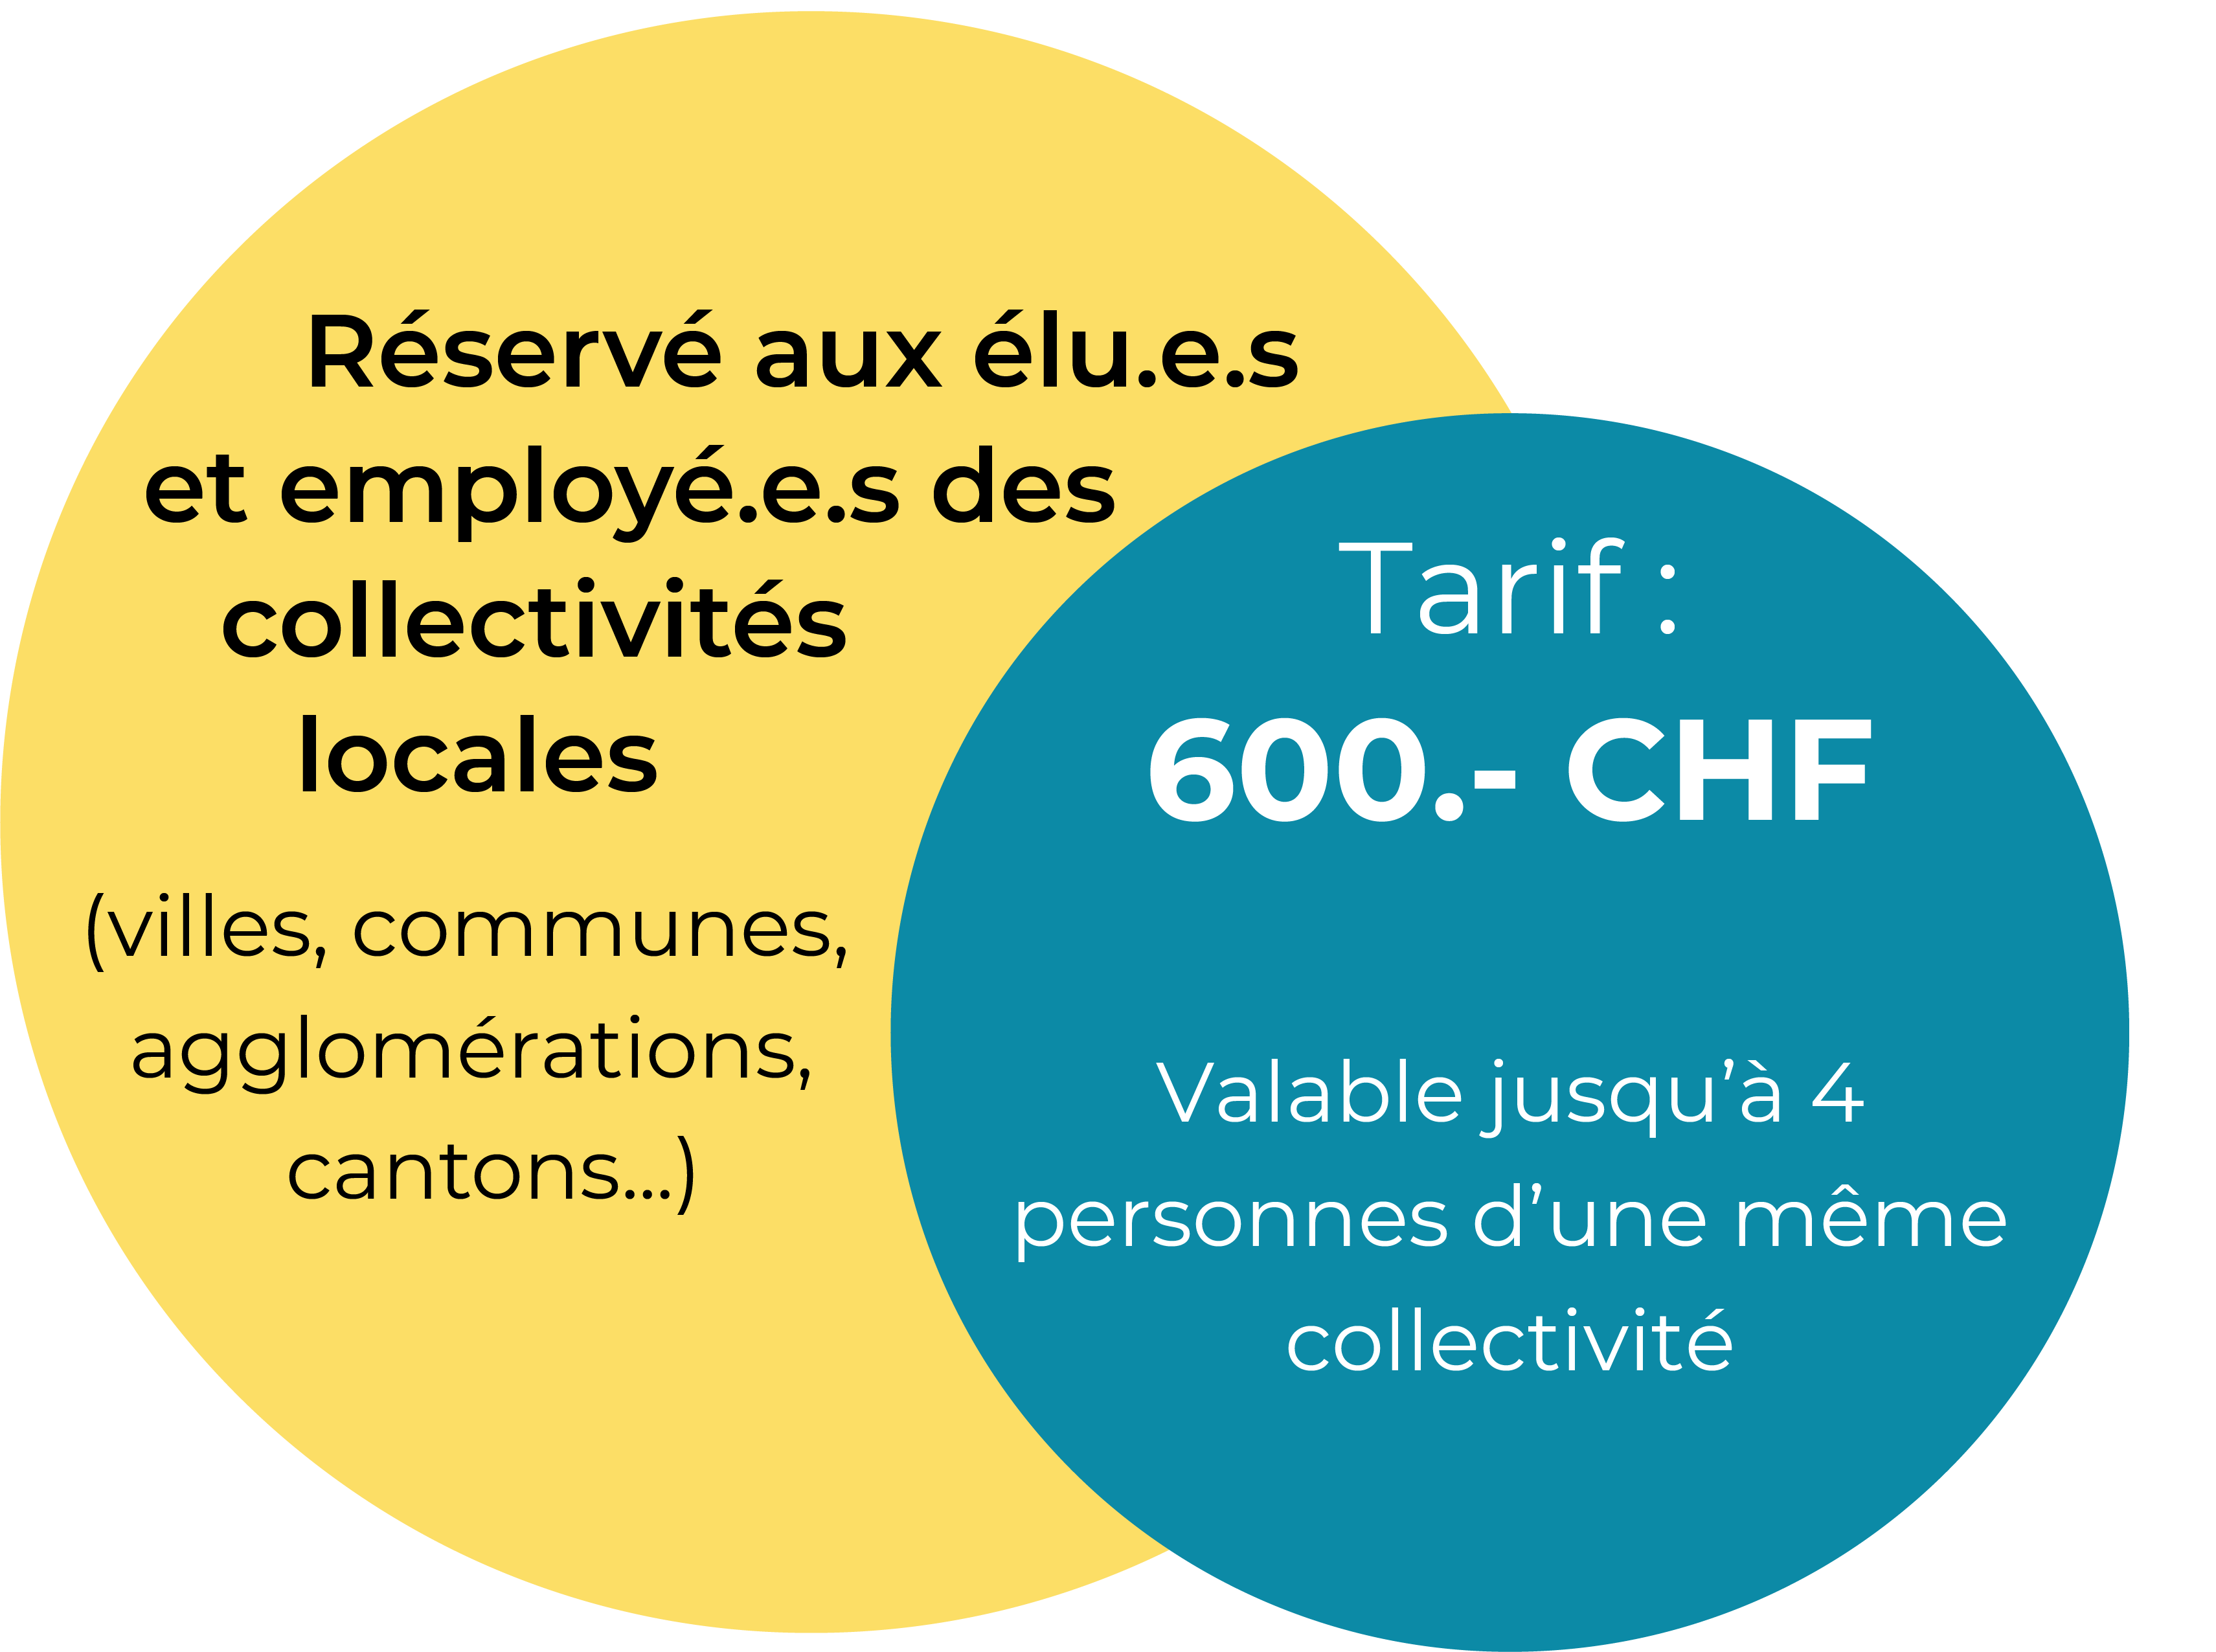 Réservé aux élu.e.s
et employé.e.s des
collectivités
locales
(villes, communes,
agglomérations,
cantons...)
Tarif :
600.- CHF
Valable jusqu'à 4
personnes d'une même
collectivité